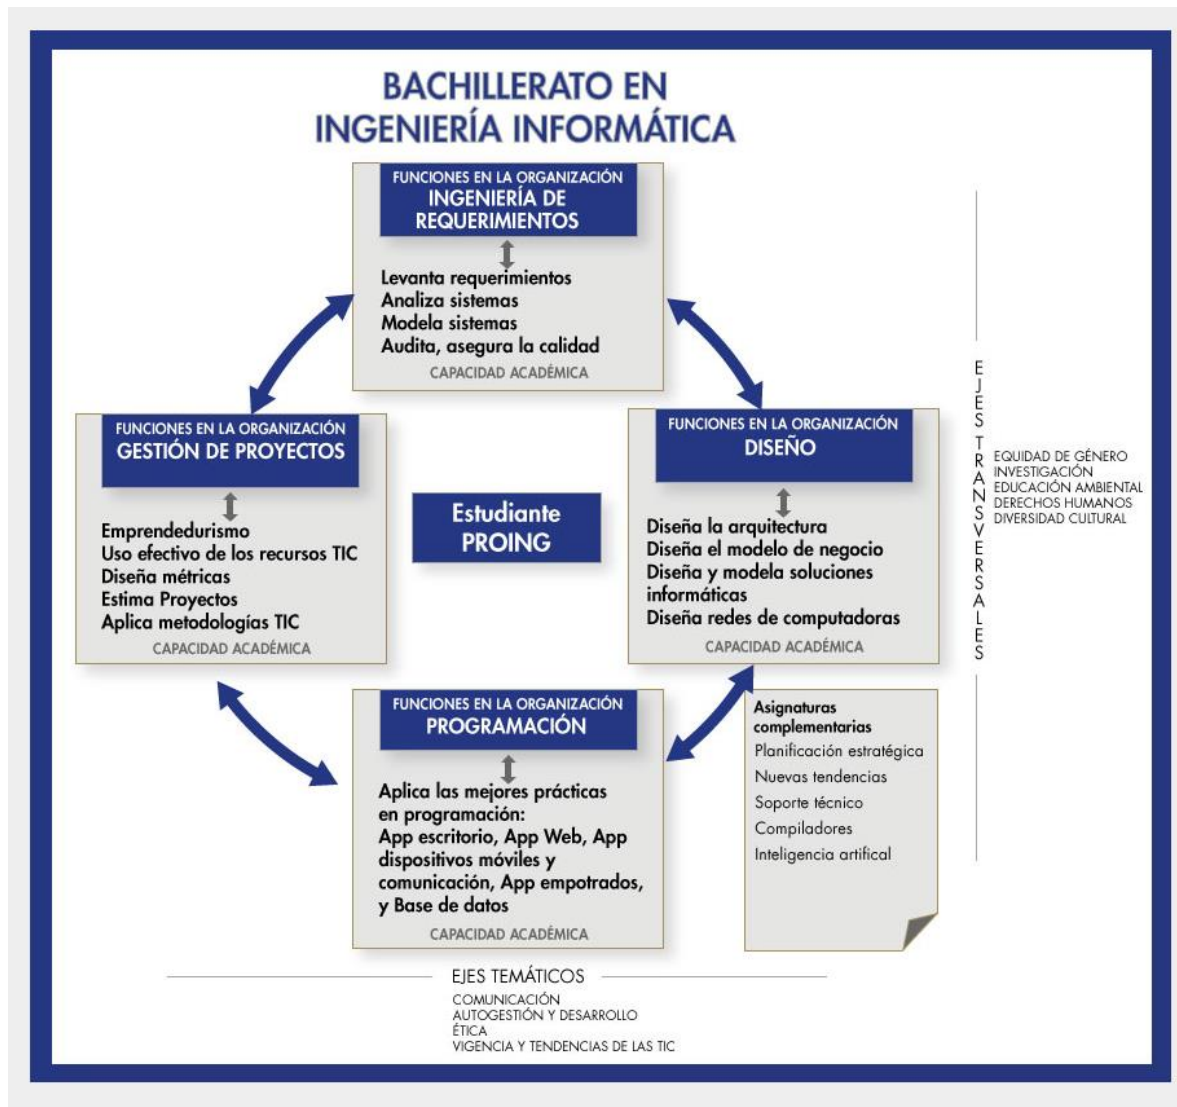 BACHILLERATO EN
INGENIERÍA INFORMÁTICA
FUNCIONES EN LA ORGANIZACIÓN
INGENIERÍA DE
REQUERIMIENTOS
Levanta requerimientos
Analiza sistemas
Modela sistemas
Audita, asegura la calidad
CAPACIDAD ACADÉMICA
FUNCIONES EN LA ORGANIZACIÓN
GESTIÓN DE PROYECTOS
Emprendedurismo
Uso efectivo de los recursos TIC
Diseña métricas
Estima Proyectos
Aplica metodologías TIC
CAPACIDAD ACADÉMICA
Estudiante
PROING
FUNCIONES EN LA ORGANIZACIÓN
DISEÑO
Diseña la arquitectura
Diseña el modelo de negocio
Diseña y modela soluciones
informáticas
Diseña redes de computadoras
CAPACIDAD ACADÉMICA
FUNCIONES EN LA ORGANIZACIÓN
PROGRAMACIÓN
Aplica las mejores prácticas
en programación:
App escritorio, App Web, App
dispositivos móviles y
comunicación, App empotrados,
y Base de datos
CAPACIDAD ACADÉMICA
Asignaturas
complementarias
Planificación estratégica
Nuevas tendencias
Soporte técnico
Compiladores
Inteligencia artifical
EJES TRANSVERSALES
EQUIDAD DE GÉNERO
INVESTIGACIÓN
EDUCACIÓN AMBIENTAL
DERECHOS HUMANOS
DIVERSIDAD CULTURAL
EJES TEMÁTICOS
COMUNICACIÓN
AUTOGESTIÓN Y DESARROLLO
ÉTICA
VIGENCIA Y TENDENCIAS DE LAS TIC